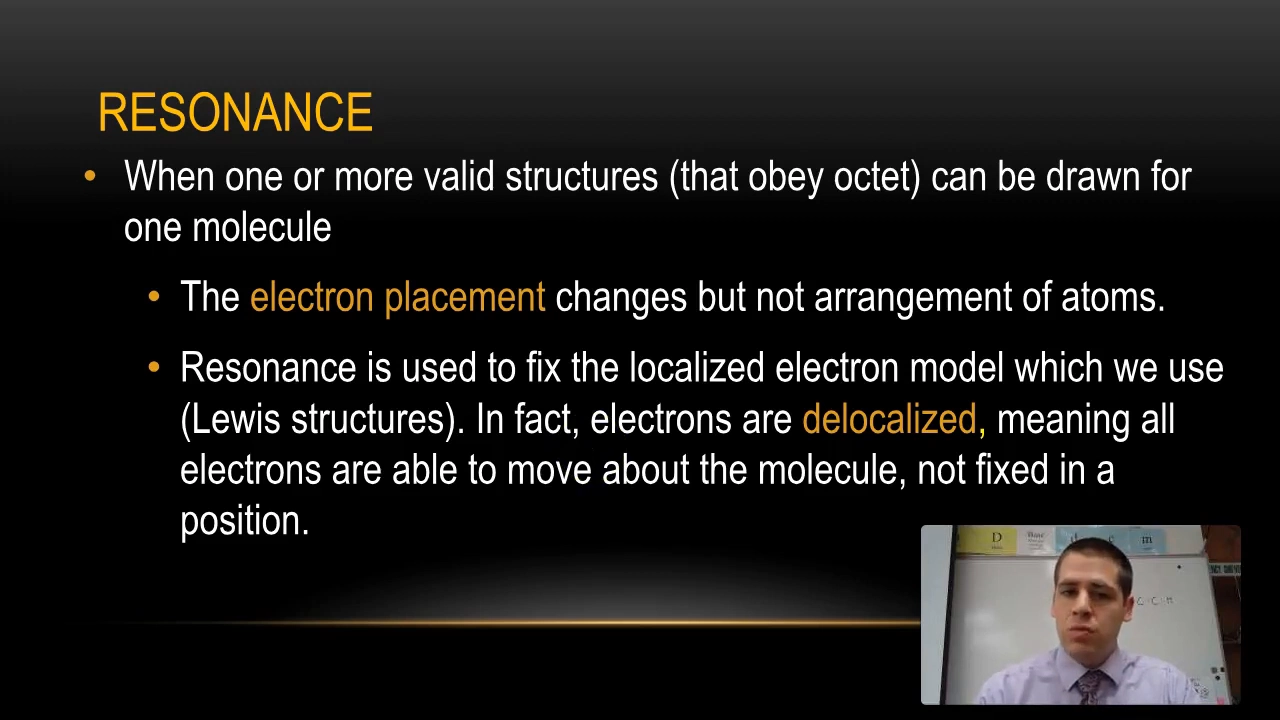 RESONANCE
• When one or more valid structures (that obey octet) can be drawn for
one molecule
• The electron placement changes but not arrangement of atoms.
• Resonance is used to fix the localized electron model which we use
(Lewis structures). In fact, electrons are delocalized, meaning all
electrons are able to move about the molecule, not fixed in a
position.
D
d
m